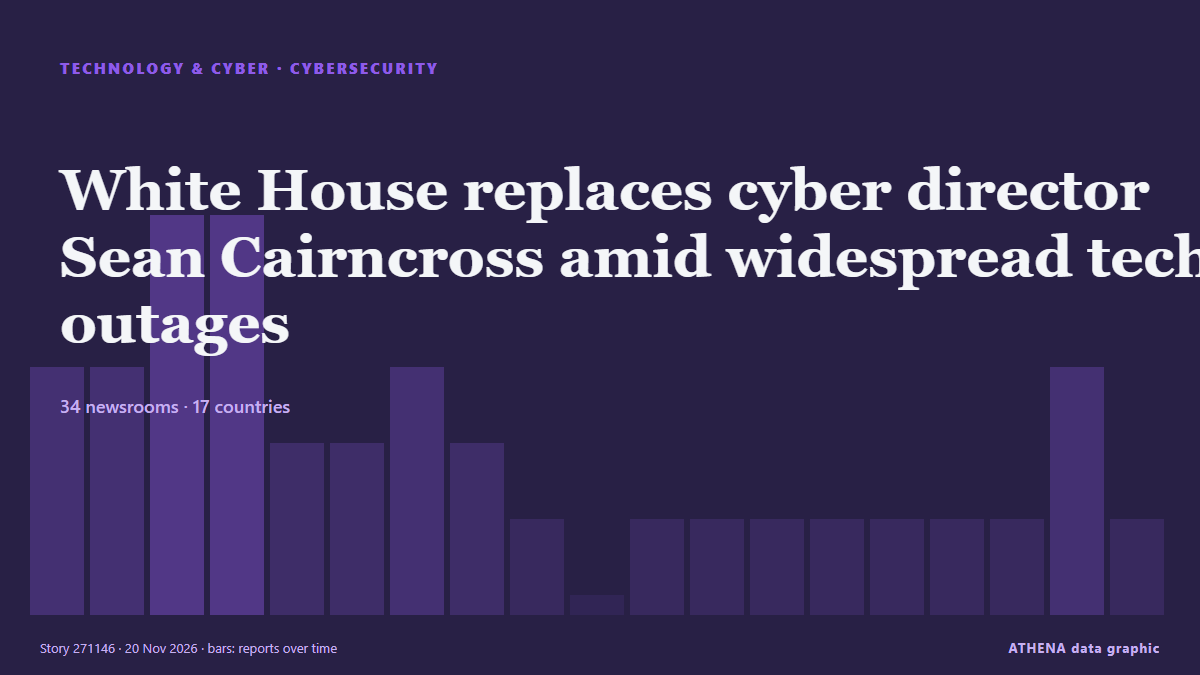 TECHNOLOGY & CYBER · CYBERSECURITY
White House replaces cyber director
Sean Cairncross amid widespread tech
outages
34 newsrooms · 17 countries
Story 271146 · 20 Nov 2026 · bars: reports over time
ATHENA data graphic